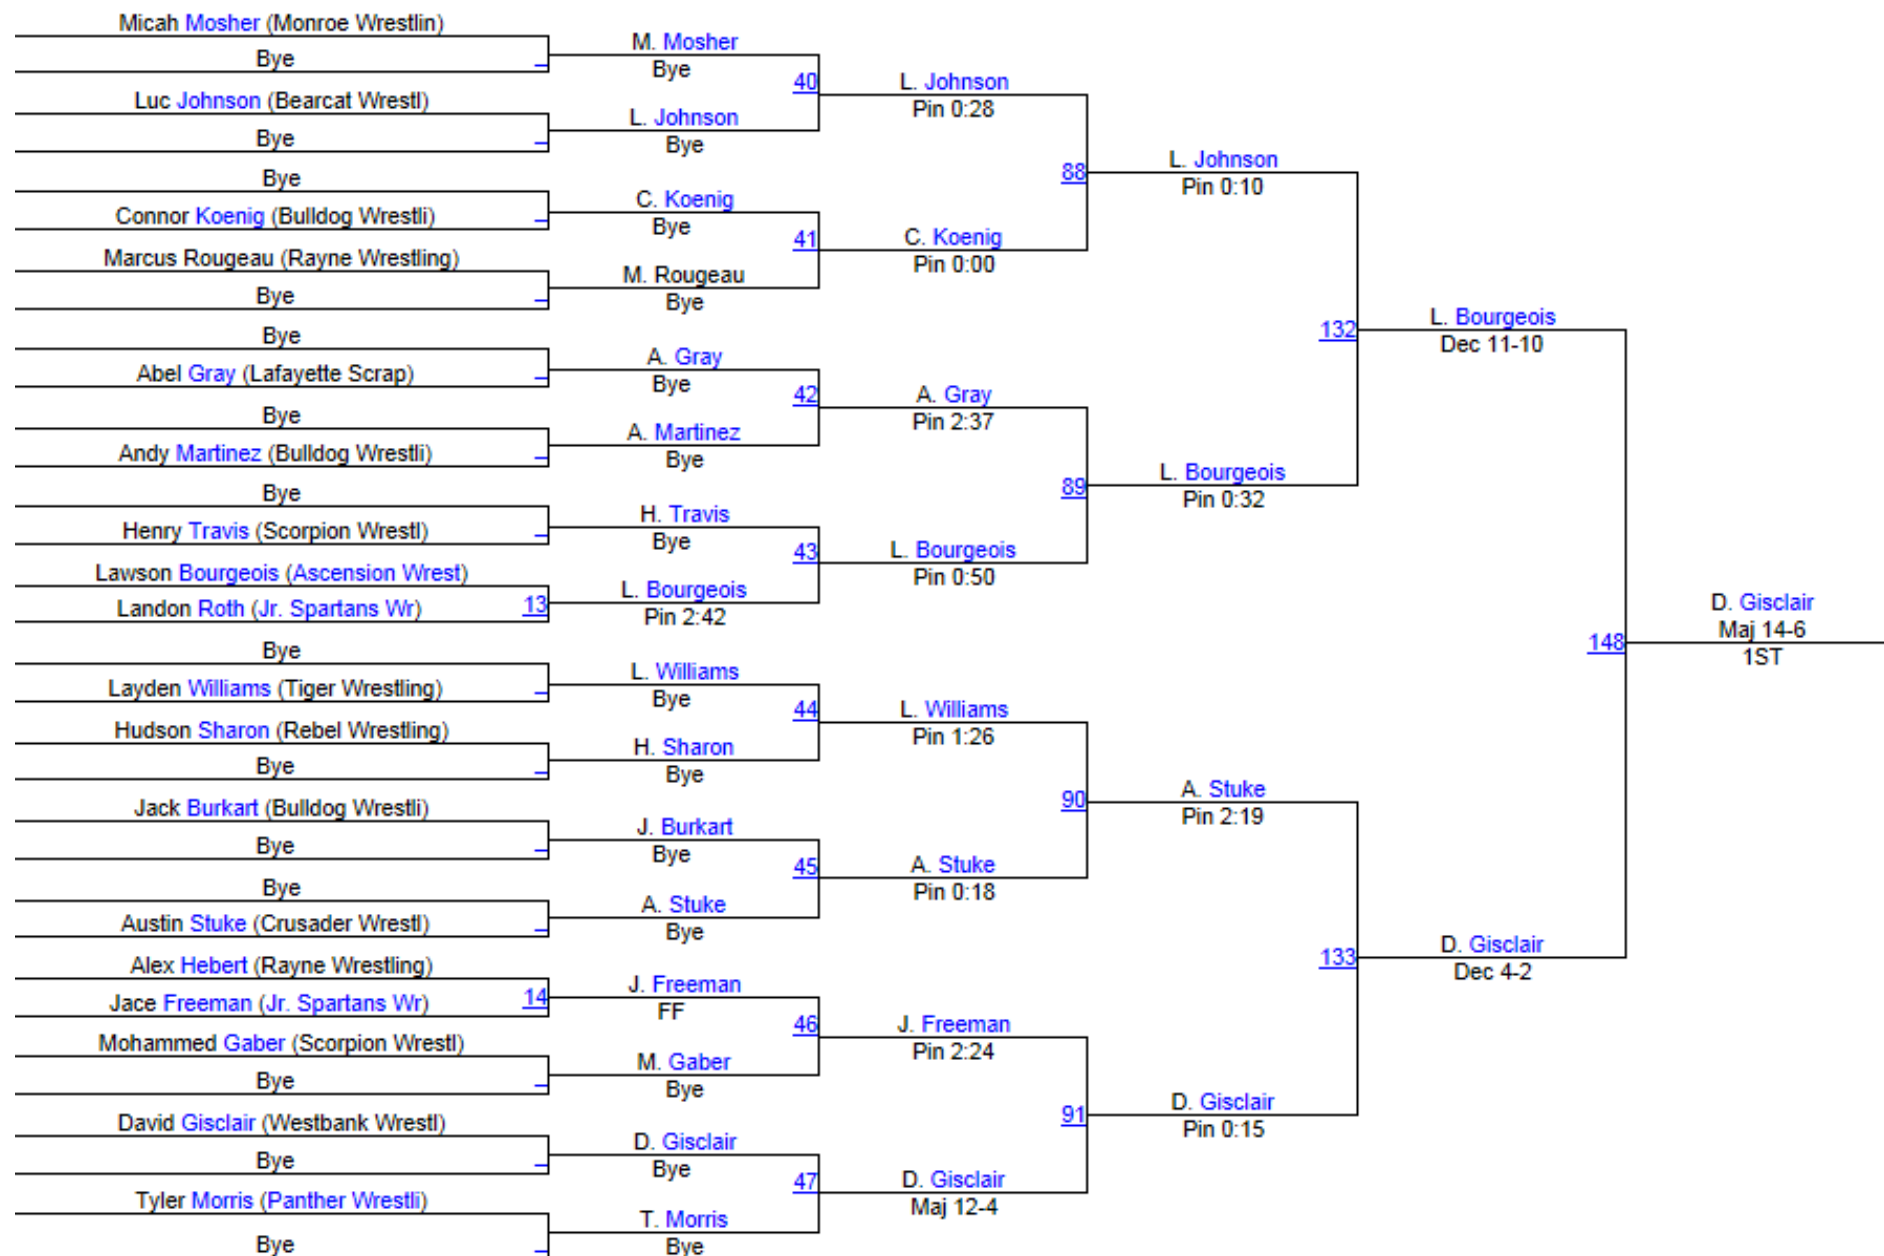 Micah Mosher (Monroe Wrestlin)
Bye
Luc Johnson (Bearcat Wrestl)
Bye
Bye
Connor Koenig (Bulldog Wrestli)
Marcus Rougeau (Rayne Wrestling)
Bye
Bye
Abel Gray (Lafayette Scrap)
Bye
Andy Martinez (Bulldog Wrestli)
Bye
Henry Travis (Scorpion Wrestl)
Lawson Bourgeois (Ascension Wrest)
Landon Roth (Jr. Spartans Wr)
13
Bye
Layden Williams (Tiger Wrestling)
Hudson Sharon (Rebel Wrestling)
Bye
Jack Burkart (Bulldog Wrestli)
Bye
Bye
Austin Stuke (Crusader Wrestl)
Alex Hebert (Rayne Wrestling)
Jace Freeman (Jr. Spartans Wr)
14
Mohammed Gaber (Scorpion Wrestl)
Bye
David Gisclair (Westbank Wrestl)
Bye
Tyler Morris (Panther Wrestli)
Bye
M. Mosher
Bye
40
L. Johnson
Bye
C. Koenig
Bye
41
M. Rougeau
Bye
A. Gray
Bye
42
A. Martinez
Bye
H. Travis
Bye
43
L. Bourgeois
Pin 2:42
L. Williams
Bye
44
H. Sharon
Bye
J. Burkart
Bye
45
A. Stuke
Bye
J. Freeman
FF
46
M. Gaber
Bye
D. Gisclair
Bye
47
T. Morris
Bye
L. Johnson
Pin 0:28
88
C. Koenig
Pin 0:00
A. Gray
Pin 2:37
89
L. Bourgeois
Pin 0:50
L. Williams
Pin 1:26
90
A. Stuke
Pin 0:18
J. Freeman
Pin 2:24
91
D. Gisclair
Maj 12-4
L. Johnson
Pin 0:10
132
L. Bourgeois
Pin 0:32
A. Stuke
Pin 2:19
133
D. Gisclair
Pin 0:15
L. Bourgeois
Dec 11-10
148
D. Gisclair
Dec 4-2
D. Gisclair
Maj 14-6
1ST